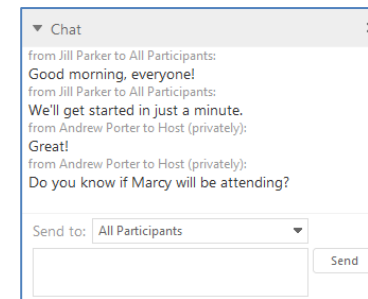 Chat
from Jill Parker to All Participants:
Good morning, everyone!
from Jill Parker to All Participants:
We'll get started in just a minute.
from Andrew Porter to Host (privately):
Great!
from Andrew Porter to Host (privately):
Do you know if Marcy will be attending?
Send to: All Participants
Send